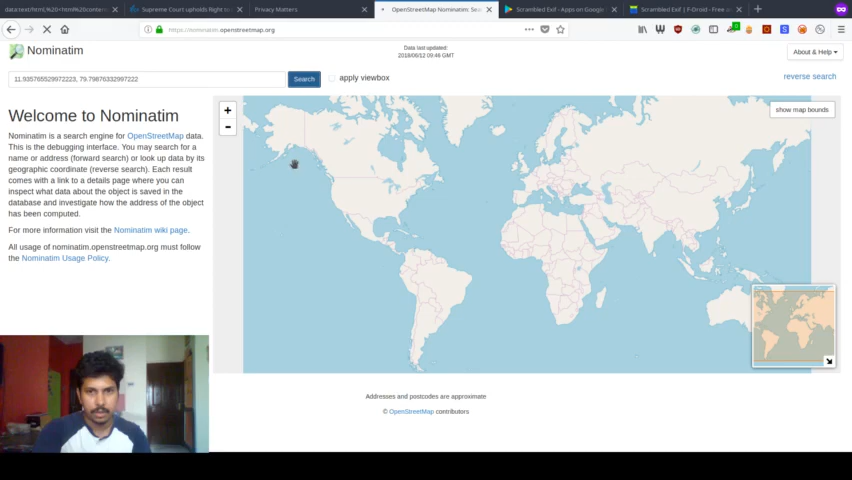 data:text/html,%20<html%20conten
Supreme Court upholds Right to
Privacy Matters
OpenStreetMap Nominatim: Sea
Scrambled Exif - Apps on Google
Scrambled Exif | F-Droid - Free a
https://nominatim.openstreetmap.org
Nominatim
Data last updated:
2018/06/12 09:46 GMT
About & Help
11.935765529972223, 79.79876332997222
Search
apply viewbox
reverse search
Welcome to Nominatim
Nominatim is a search engine for OpenStreetMap data.
This is the debugging interface. You may search for a
name or address (forward search) or look up data by its
geographic coordinate (reverse search). Each result
comes with a link to a details page where you can
inspect what data about the object is saved in the
database and investigate how the address of the object
has been computed.
For more information visit the Nominatim wiki page.
All usage of nominatim.openstreetmap.org must follow
the Nominatim Usage Policy.
+
-
show map bounds
Addresses and postcodes are approximate
© OpenStreetMap contributors